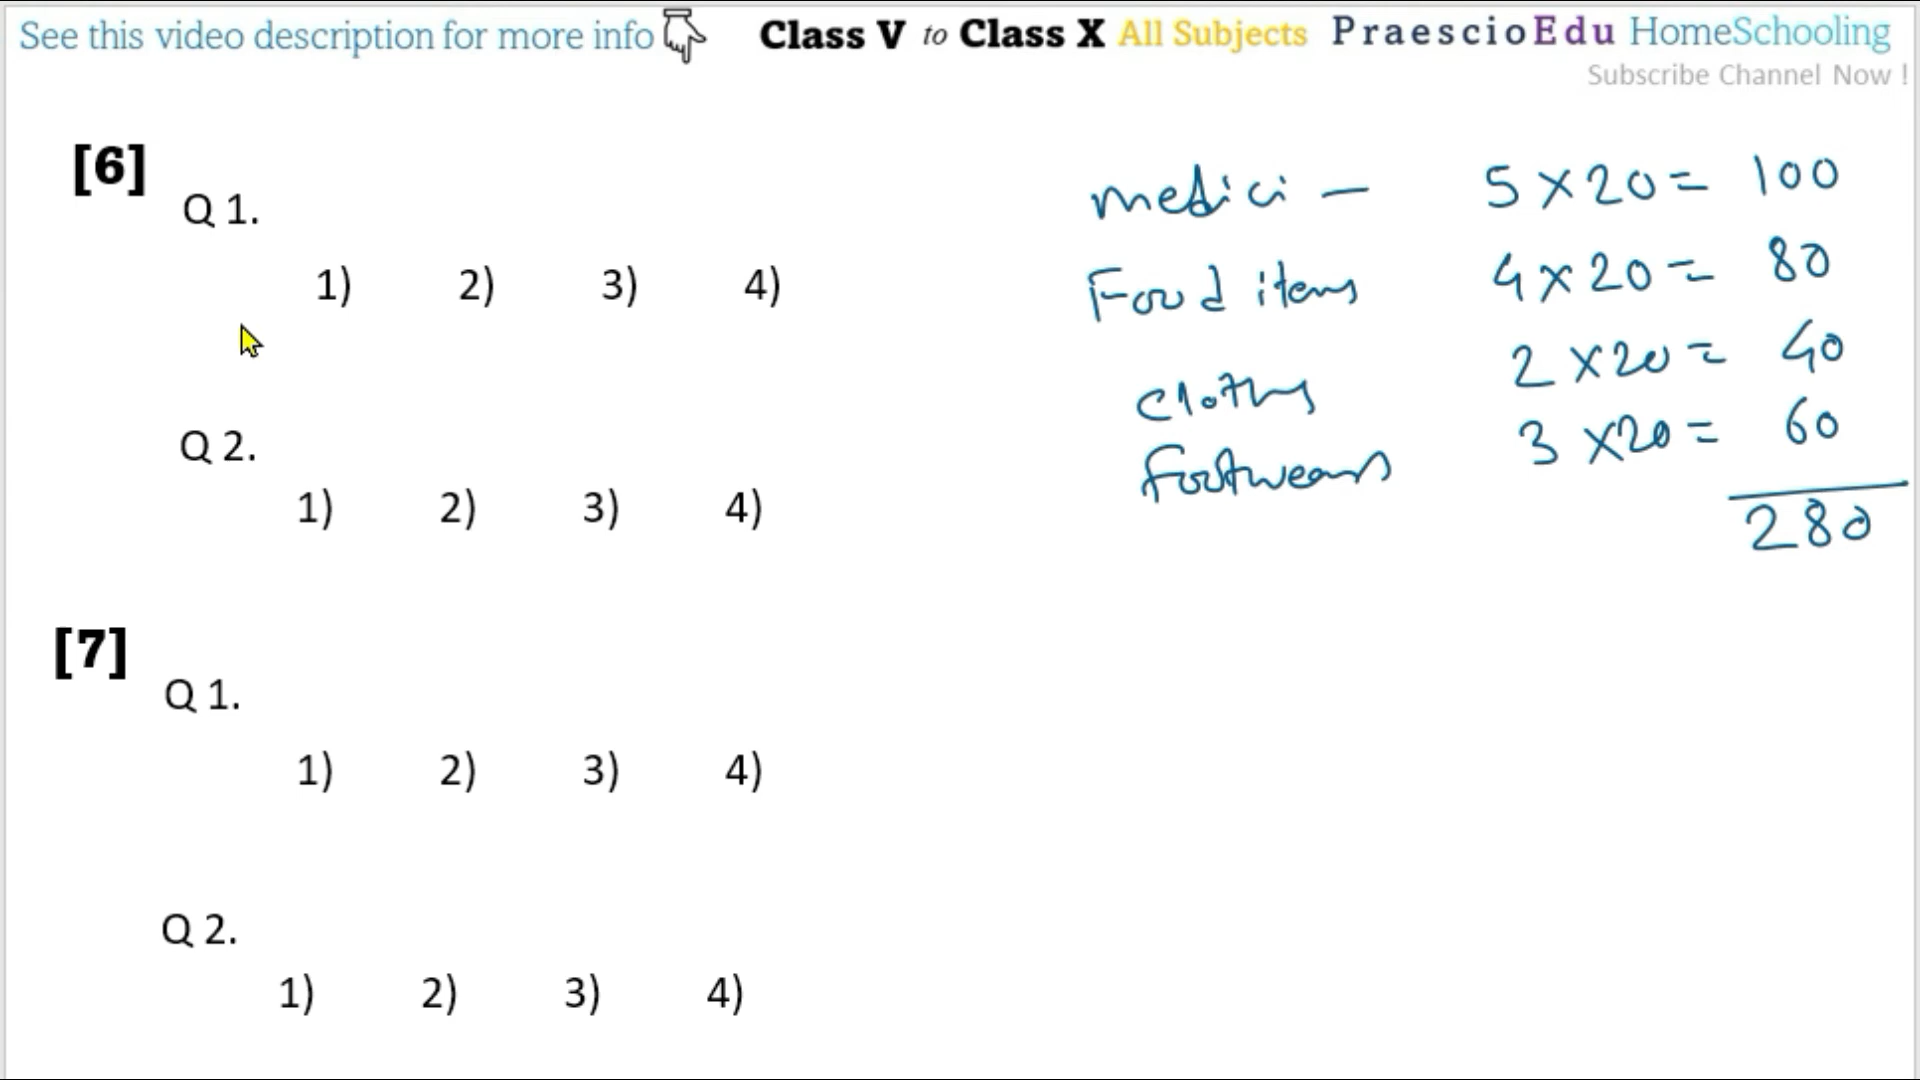 See this video description for more info Class V to Class X All Subjects PraescioEdu HomeSchooling
Subscribe Channel Now !
[6]
Q 1.
1) 2) 3) 4)
Q 2.
1) 2) 3) 4)
medici — 5 × 20 = 100
Food items 4 × 20 = 80
cloths 2 × 20 = 40
footwears 3 × 20 = 60
280
[7]
Q 1.
1) 2) 3) 4)
Q 2.
1) 2) 3) 4)